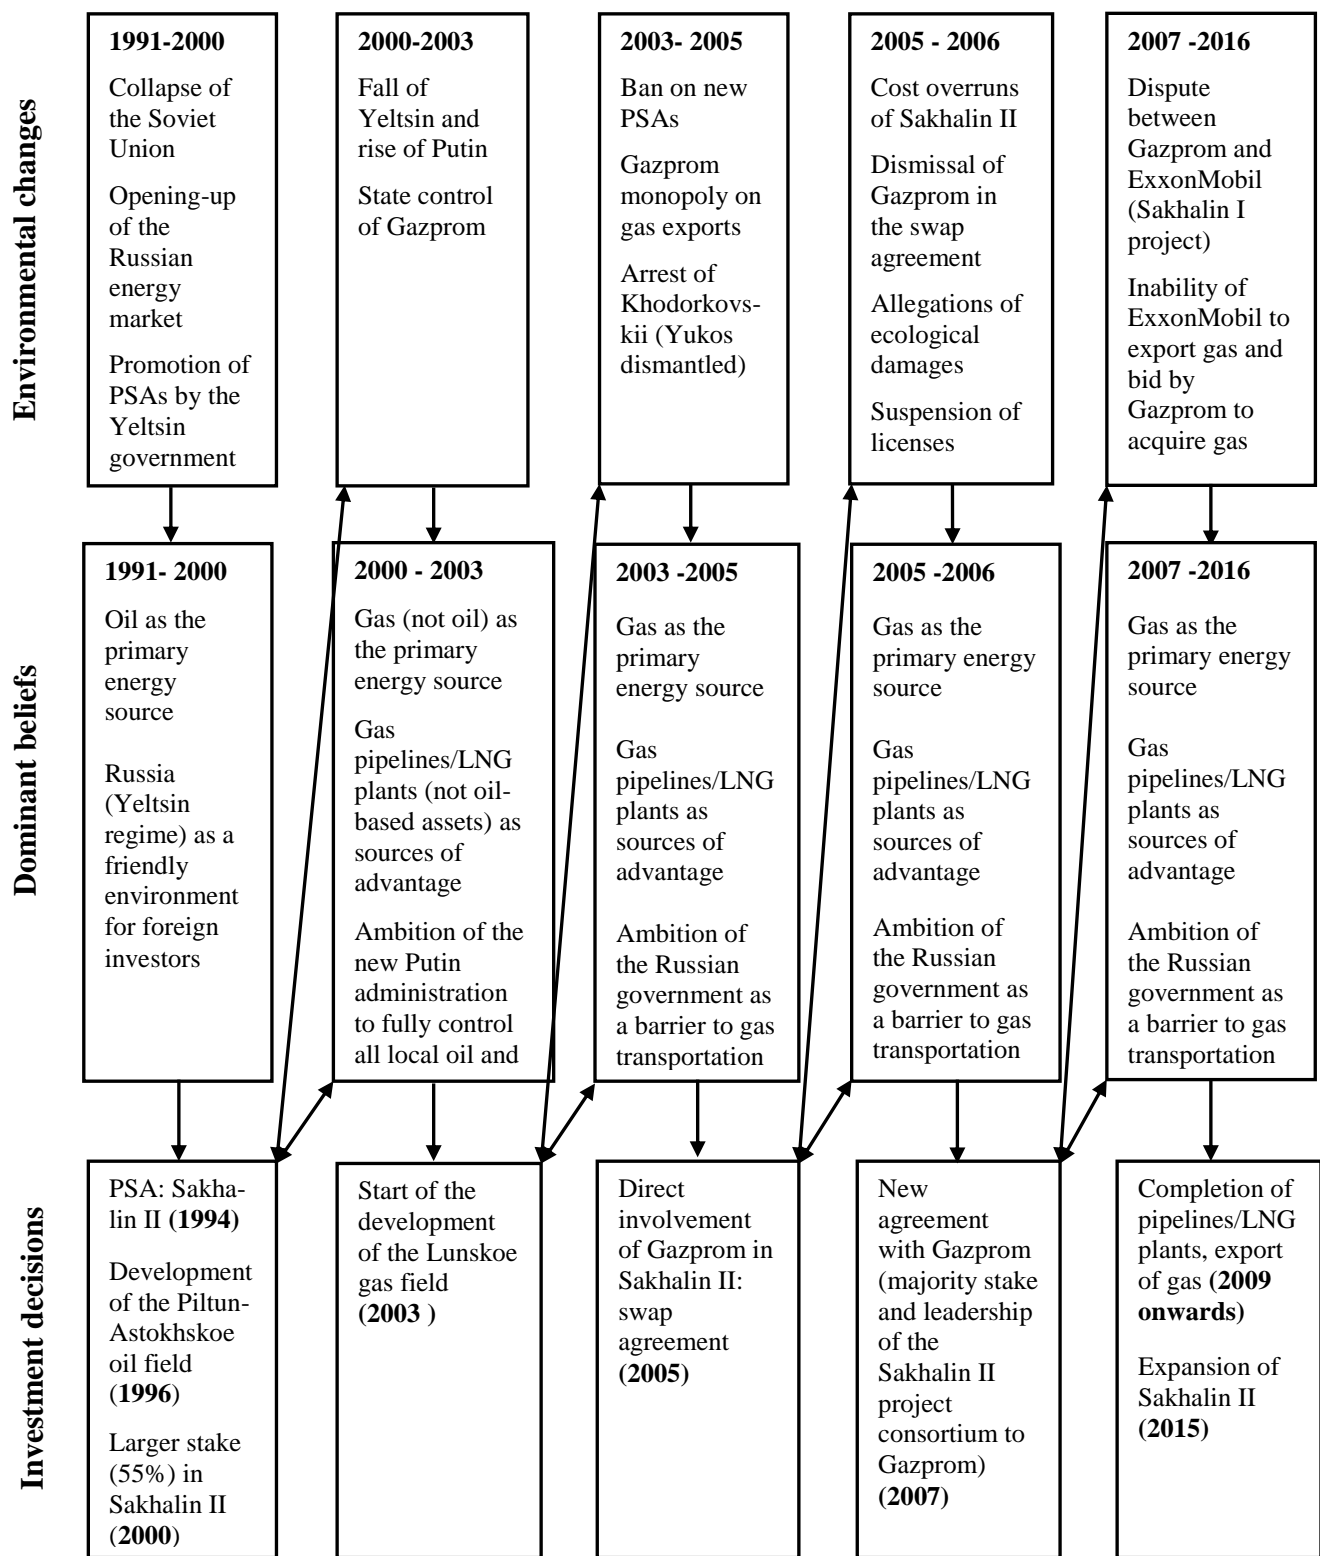 Environmental changes
1991-2000
Collapse of
the Soviet
Union
Opening-up
of the
Russian
energy
market
Promotion of
PSAs by the
Yeltsin
government
2000-2003
Fall of
Yeltsin and
rise of Putin
State control
of Gazprom
2003- 2005
Ban on new
PSAs
Gazprom
monopoly on
gas exports
Arrest of
Khodorkovs-
kii (Yukos
dismantled)
2005 - 2006
Cost overruns
of Sakhalin II
Dismissal of
Gazprom in
the swap
agreement
Allegations of
ecological
damages
Suspension of
licenses
2007 -2016
Dispute
between
Gazprom and
ExxonMobil
(Sakhalin I
project)
Inability of
ExxonMobil to
export gas and
bid by
Gazprom to
acquire gas
Dominant beliefs
1991- 2000
Oil as the
primary
energy
source
Russia
(Yeltsin
regime) as a
friendly
environment
for foreign
investors
2000 - 2003
Gas (not oil) as
the primary
energy source
Gas
pipelines/LNG
plants (not oil-
based assets) as
sources of
advantage
Ambition of the
new Putin
administration
to fully control
all local oil and
2003 -2005
Gas as the
primary
energy source
Gas
pipelines/LNG
plants as
sources of
advantage
Ambition of
the Russian
government as
a barrier to gas
transportation
2005 -2006
Gas as the
primary energy
source
Gas
pipelines/LNG
plants as
sources of
advantage
Ambition of
the Russian
government as
a barrier to gas
transportation
2007 -2016
Gas as the
primary energy
source
Gas
pipelines/LNG
plants as
sources of
advantage
Ambition of
the Russian
government as
a barrier to gas
transportation
Investment decisions
PSA: Sakha-
lin II (1994)
Development
of the Piltun-
Astokhskoe
oil field
(1996)
Larger stake
(55%) in
Sakhalin II
(2000)
Start of the
development
of the Lunskoe
gas field
(2003 )
Direct
involvement
of Gazprom in
Sakhalin II:
swap
agreement
(2005)
New
agreement
with Gazprom
(majority stake
and leadership
of the
Sakhalin II
project
consortium to
Gazprom)
(2007)
Completion of
pipelines/LNG
plants, export
of gas (2009
onwards)
Expansion of
Sakhalin II
(2015)